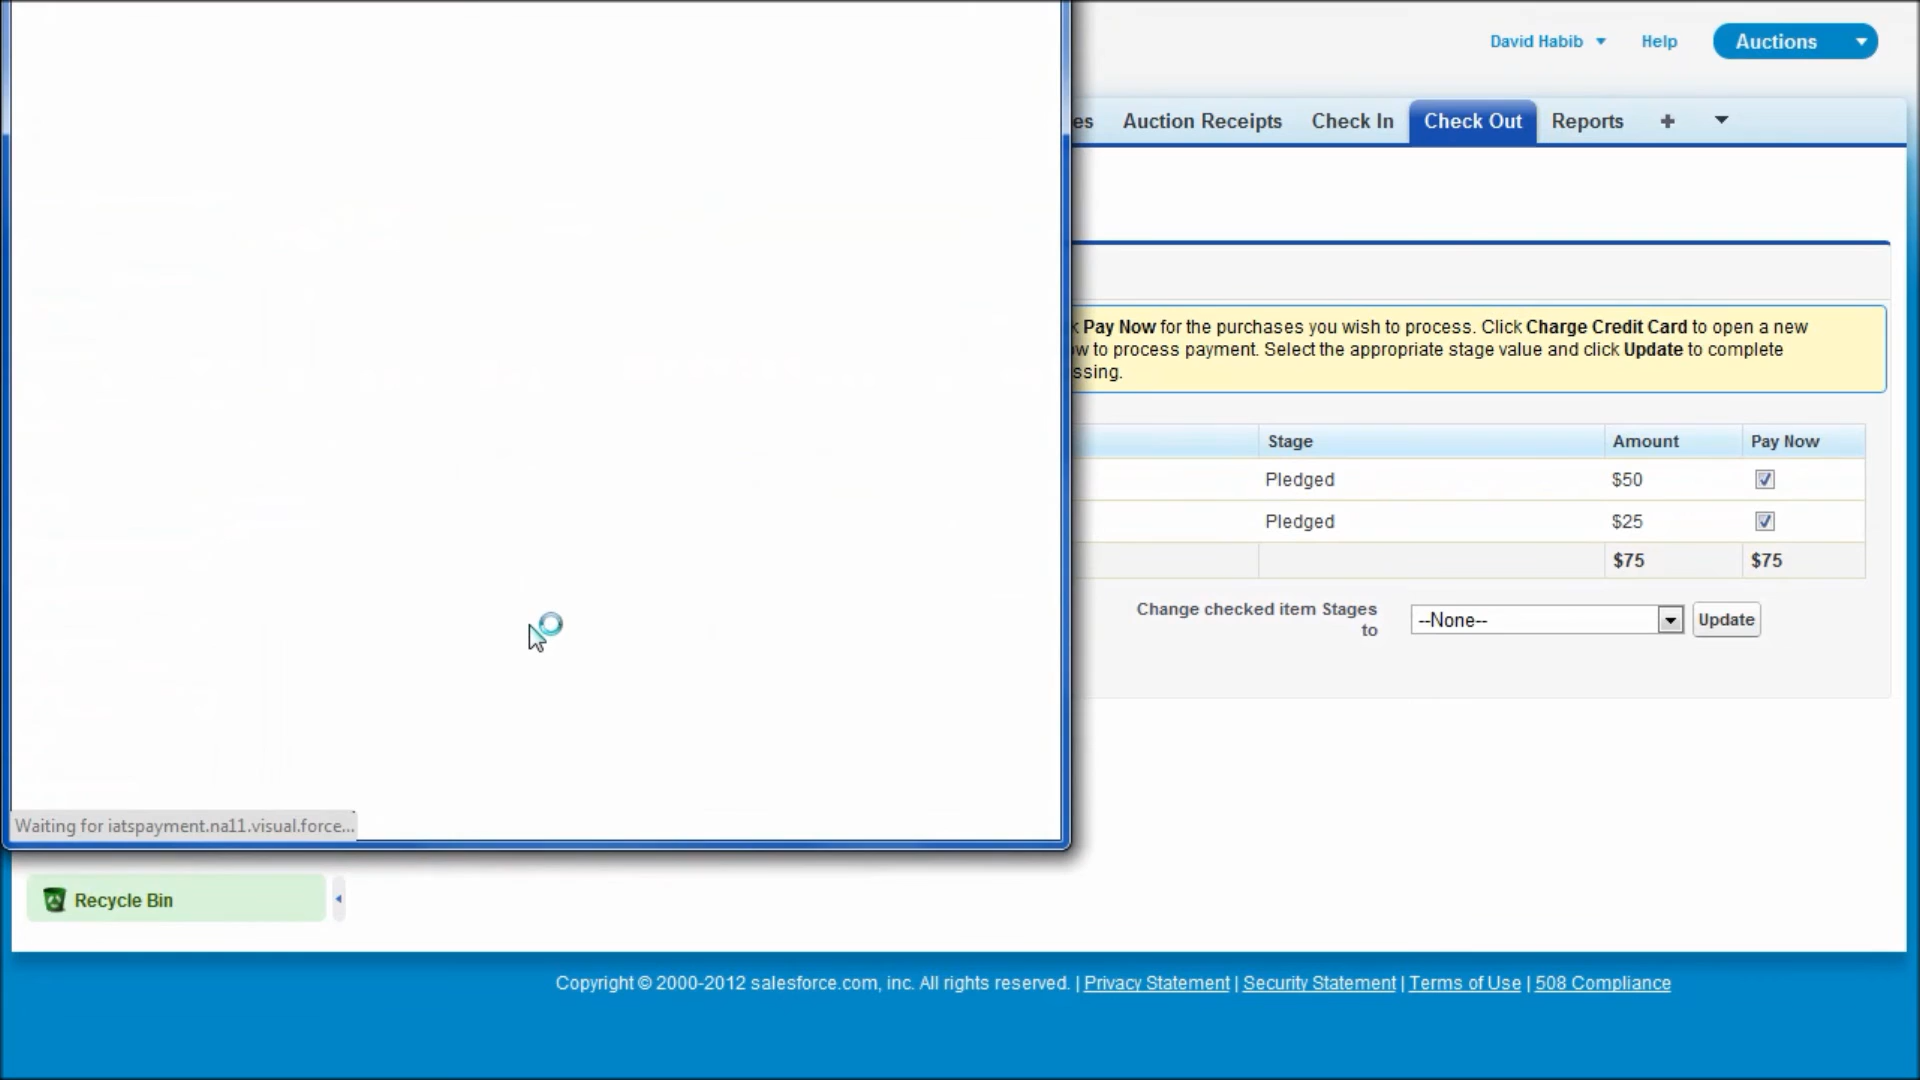 David Habib Help Auctions
es Auction Receipts Check In Check Out Reports +
k Pay Now for the purchases you wish to process. Click Charge Credit Card to open a new
ow to process payment. Select the appropriate stage value and click Update to complete
ssing.
Stage Amount Pay Now
Pledged $50
Pledged $25
$75 $75
Change checked item Stages
to
--None-- Update
Waiting for iatspayment.na11.visual.force...
Recycle Bin
Copyright © 2000-2012 salesforce.com, inc. All rights reserved. | Privacy Statement | Security Statement | Terms of Use | 508 Compliance